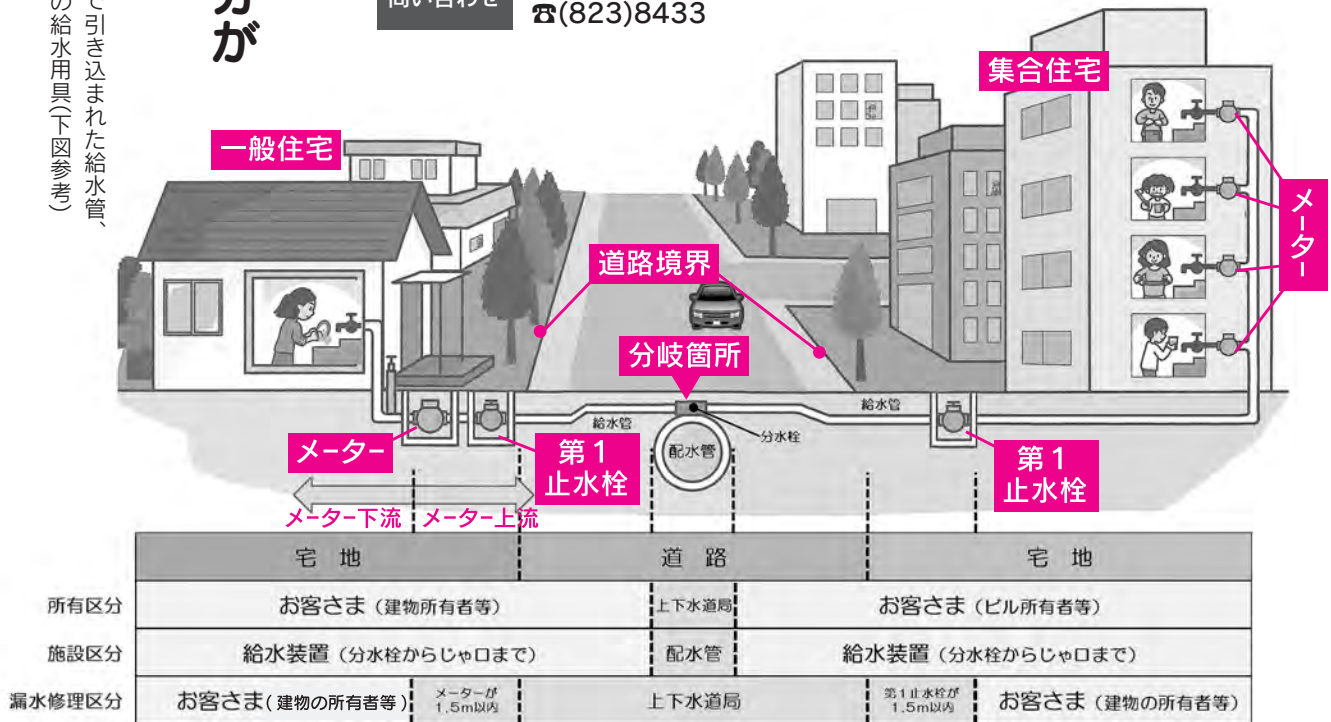 で引き込まれた給水管、
の給水用具(下図参考)
分が
問い合わせ
☎(823)8433
一般住宅
集合住宅
メーター
道路境界
分岐箇所
給水管
給水管
分水栓
配水管
メーター
第1
止水栓
第1
止水栓
メーター下流
メーター上流
宅地
道路
宅地
所有区分
お客さま(建物所有者等)
上下水道局
お客さま(ビル所有者等)
施設区分
給水装置(分水栓からじゃ口まで)
配水管
給水装置(分水栓からじゃ口まで)
漏水修理区分
お客さま(建物の所有者等)
メーターが
1.5m以内
上下水道局
第1止水栓が
1.5m以内
お客さま(建物の所有者等)